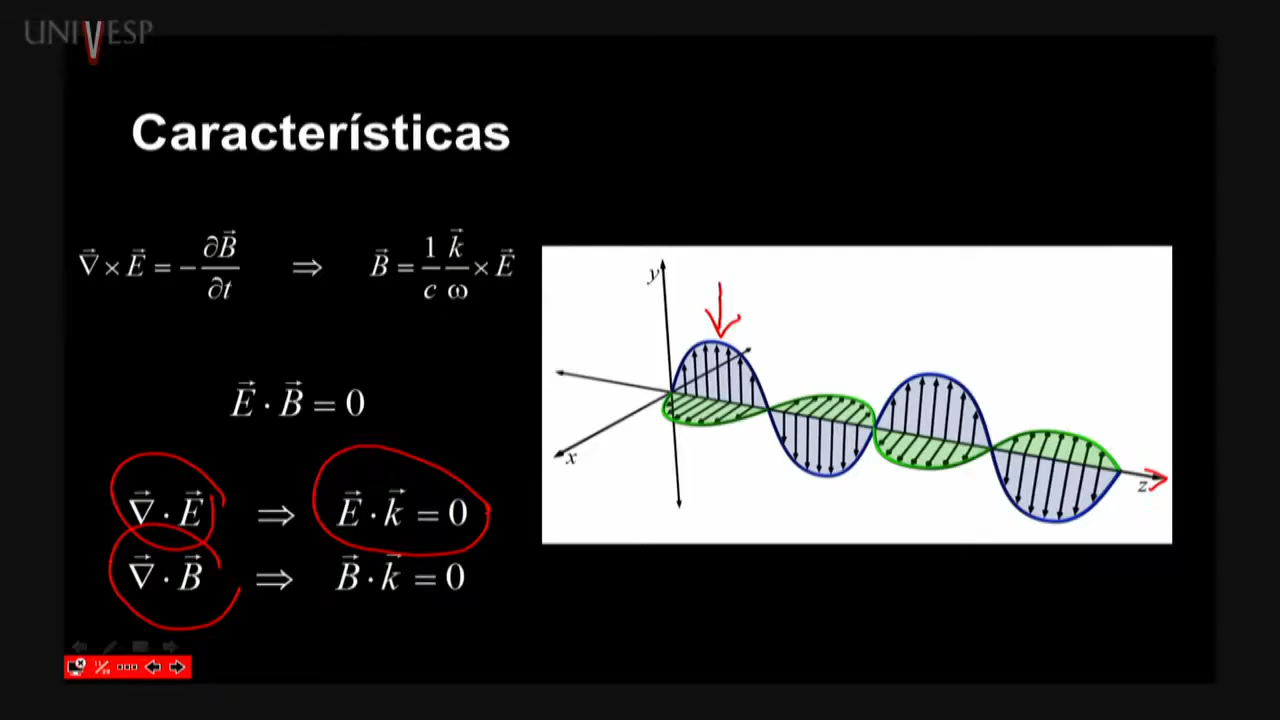 UNIVESP
Características
∇⃗ × E⃗ = − ∂B⃗/∂t ⇒ B⃗ = 1/c k⃗/ω × E⃗
E⃗ · B⃗ = 0
∇⃗ · E⃗ ⇒ E⃗ · k⃗ = 0
∇⃗ · B⃗ ⇒ B⃗ · k⃗ = 0
y
x
z